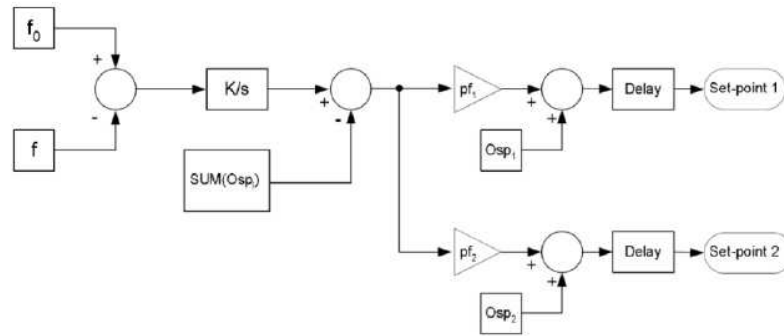 f₀
+
-
f
K/s
+
-
SUM(Ospᵢ)
pf₁
+
+
Osp₁
Delay
Set-point 1
pf₂
+
+
Osp₂
Delay
Set-point 2